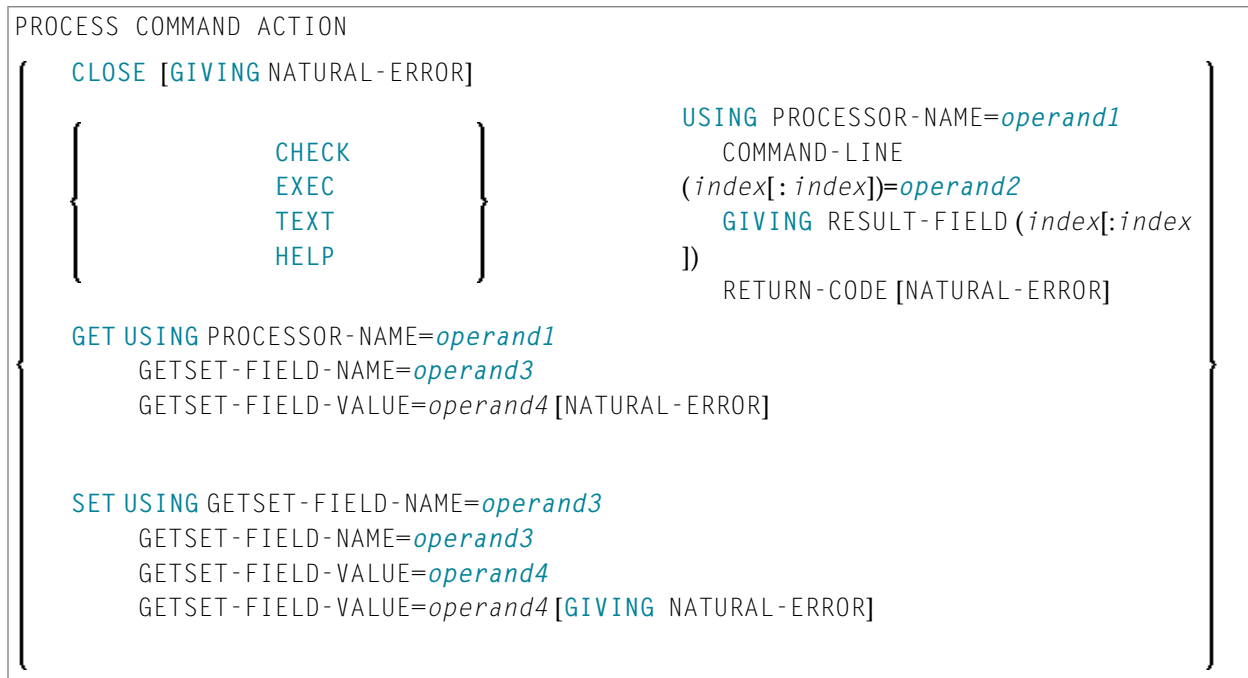 PROCESS COMMAND ACTION
CLOSE [GIVING NATURAL-ERROR]
CHECK
EXEC
TEXT
HELP
USING PROCESSOR-NAME=operand1
COMMAND-LINE
(index[:index])=operand2
GIVING RESULT-FIELD (index[:index
])
RETURN-CODE [NATURAL-ERROR]
GET USING PROCESSOR-NAME=operand1
GETSET-FIELD-NAME=operand3
GETSET-FIELD-VALUE=operand4 [NATURAL-ERROR]
SET USING GETSET-FIELD-NAME=operand3
GETSET-FIELD-NAME=operand3
GETSET-FIELD-VALUE=operand4
GETSET-FIELD-VALUE=operand4 [GIVING NATURAL-ERROR]